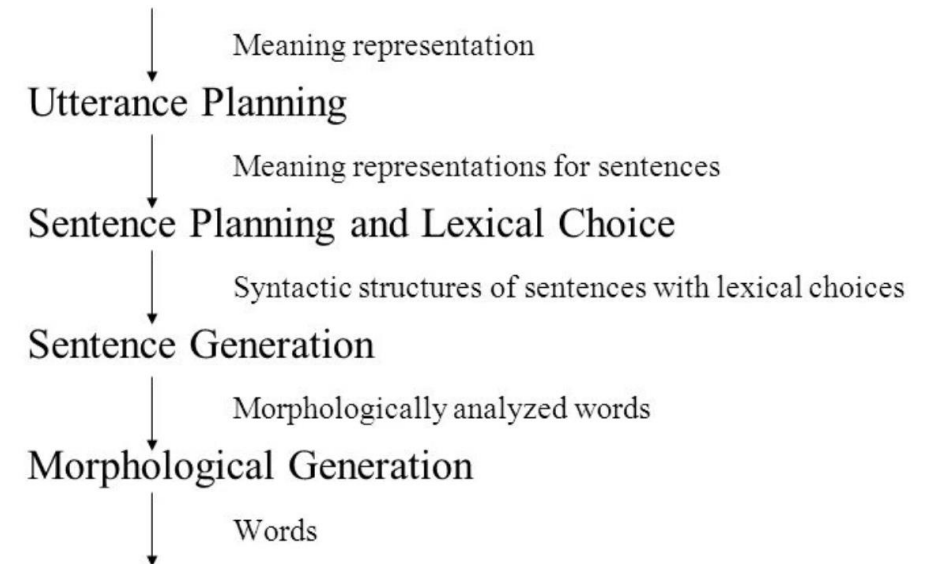 Meaning representation
Utterance Planning
Meaning representations for sentences
Sentence Planning and Lexical Choice
Syntactic structures of sentences with lexical choices
Sentence Generation
Morphologically analyzed words
Morphological Generation
Words